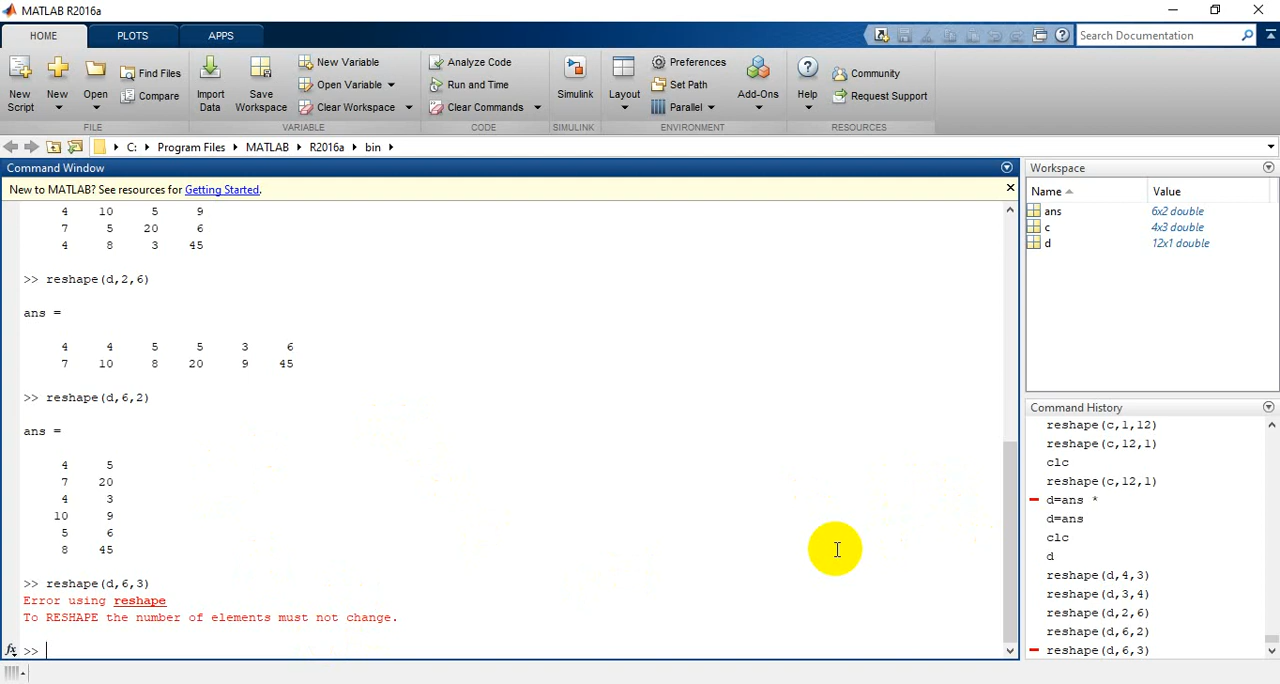 MATLAB R2016a
HOME PLOTS APPS Search Documentation
New Script New Open Find Files Compare Import Data Save Workspace New Variable Open Variable Clear Workspace Analyze Code Run and Time Clear Commands Simulink Layout Preferences Set Path Parallel Add-Ons Help Community Request Support
FILE VARIABLE CODE SIMULINK ENVIRONMENT RESOURCES
C: Program Files MATLAB R2016a bin
Command Window
New to MATLAB? See resources for Getting Started.
4 10 5 9
7 5 20 6
4 8 3 45
>> reshape(d,2,6)
ans =
4 4 5 5 3 6
7 10 8 20 9 45
>> reshape(d,6,2)
ans =
4 5
7 20
4 3
10 9
5 6
8 45
>> reshape(d,6,3)
Error using reshape
To RESHAPE the number of elements must not change.
fx >>
Workspace
Name Value
ans 6x2 double
c 4x3 double
d 12x1 double
Command History
reshape(c,1,12)
reshape(c,12,1)
clc
reshape(c,12,1)
d=ans *
d=ans
clc
d
reshape(d,4,3)
reshape(d,3,4)
reshape(d,2,6)
reshape(d,6,2)
reshape(d,6,3)